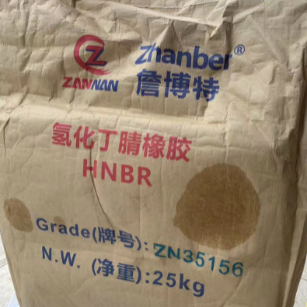 Zhanber®
ZANNAN
詹博特
氢化丁腈橡胶
HNBR
Grade(牌号): ZN35156
N.W. (净重):25kg